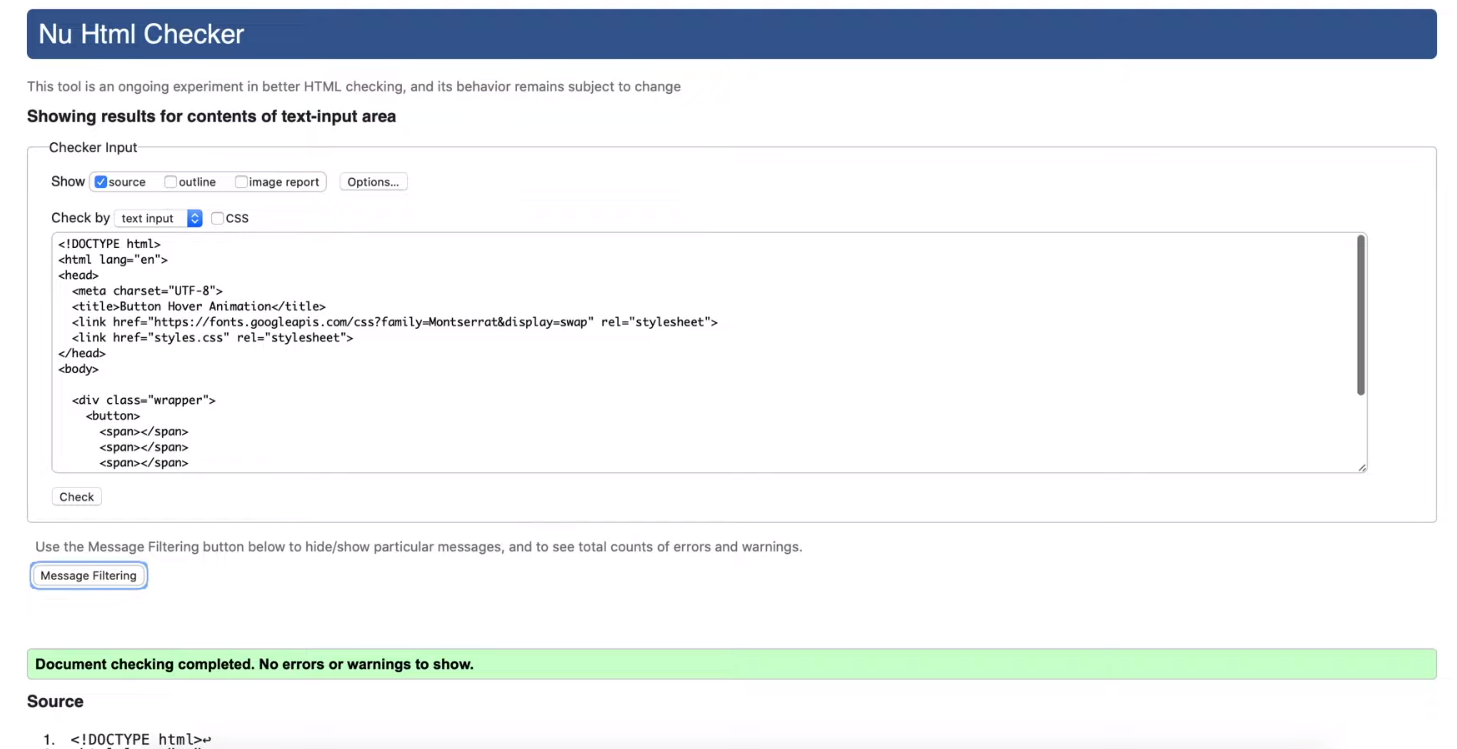 Nu Html Checker
This tool is an ongoing experiment in better HTML checking, and its behavior remains subject to change
Showing results for contents of text-input area
Checker Input
Show source outline image report Options...
Check by text input CSS
<!DOCTYPE html>
<html lang="en">
<head>
  <meta charset="UTF-8">
  <title>Button Hover Animation</title>
  <link href="https://fonts.googleapis.com/css?family=Montserrat&display=swap" rel="stylesheet">
  <link href="styles.css" rel="stylesheet">
</head>
<body>
  <div class="wrapper">
    <button>
      <span></span>
      <span></span>
      <span></span>
Check
Use the Message Filtering button below to hide/show particular messages, and to see total counts of errors and warnings.
Message Filtering
Document checking completed. No errors or warnings to show.
Source
1. <!DOCTYPE html>↩